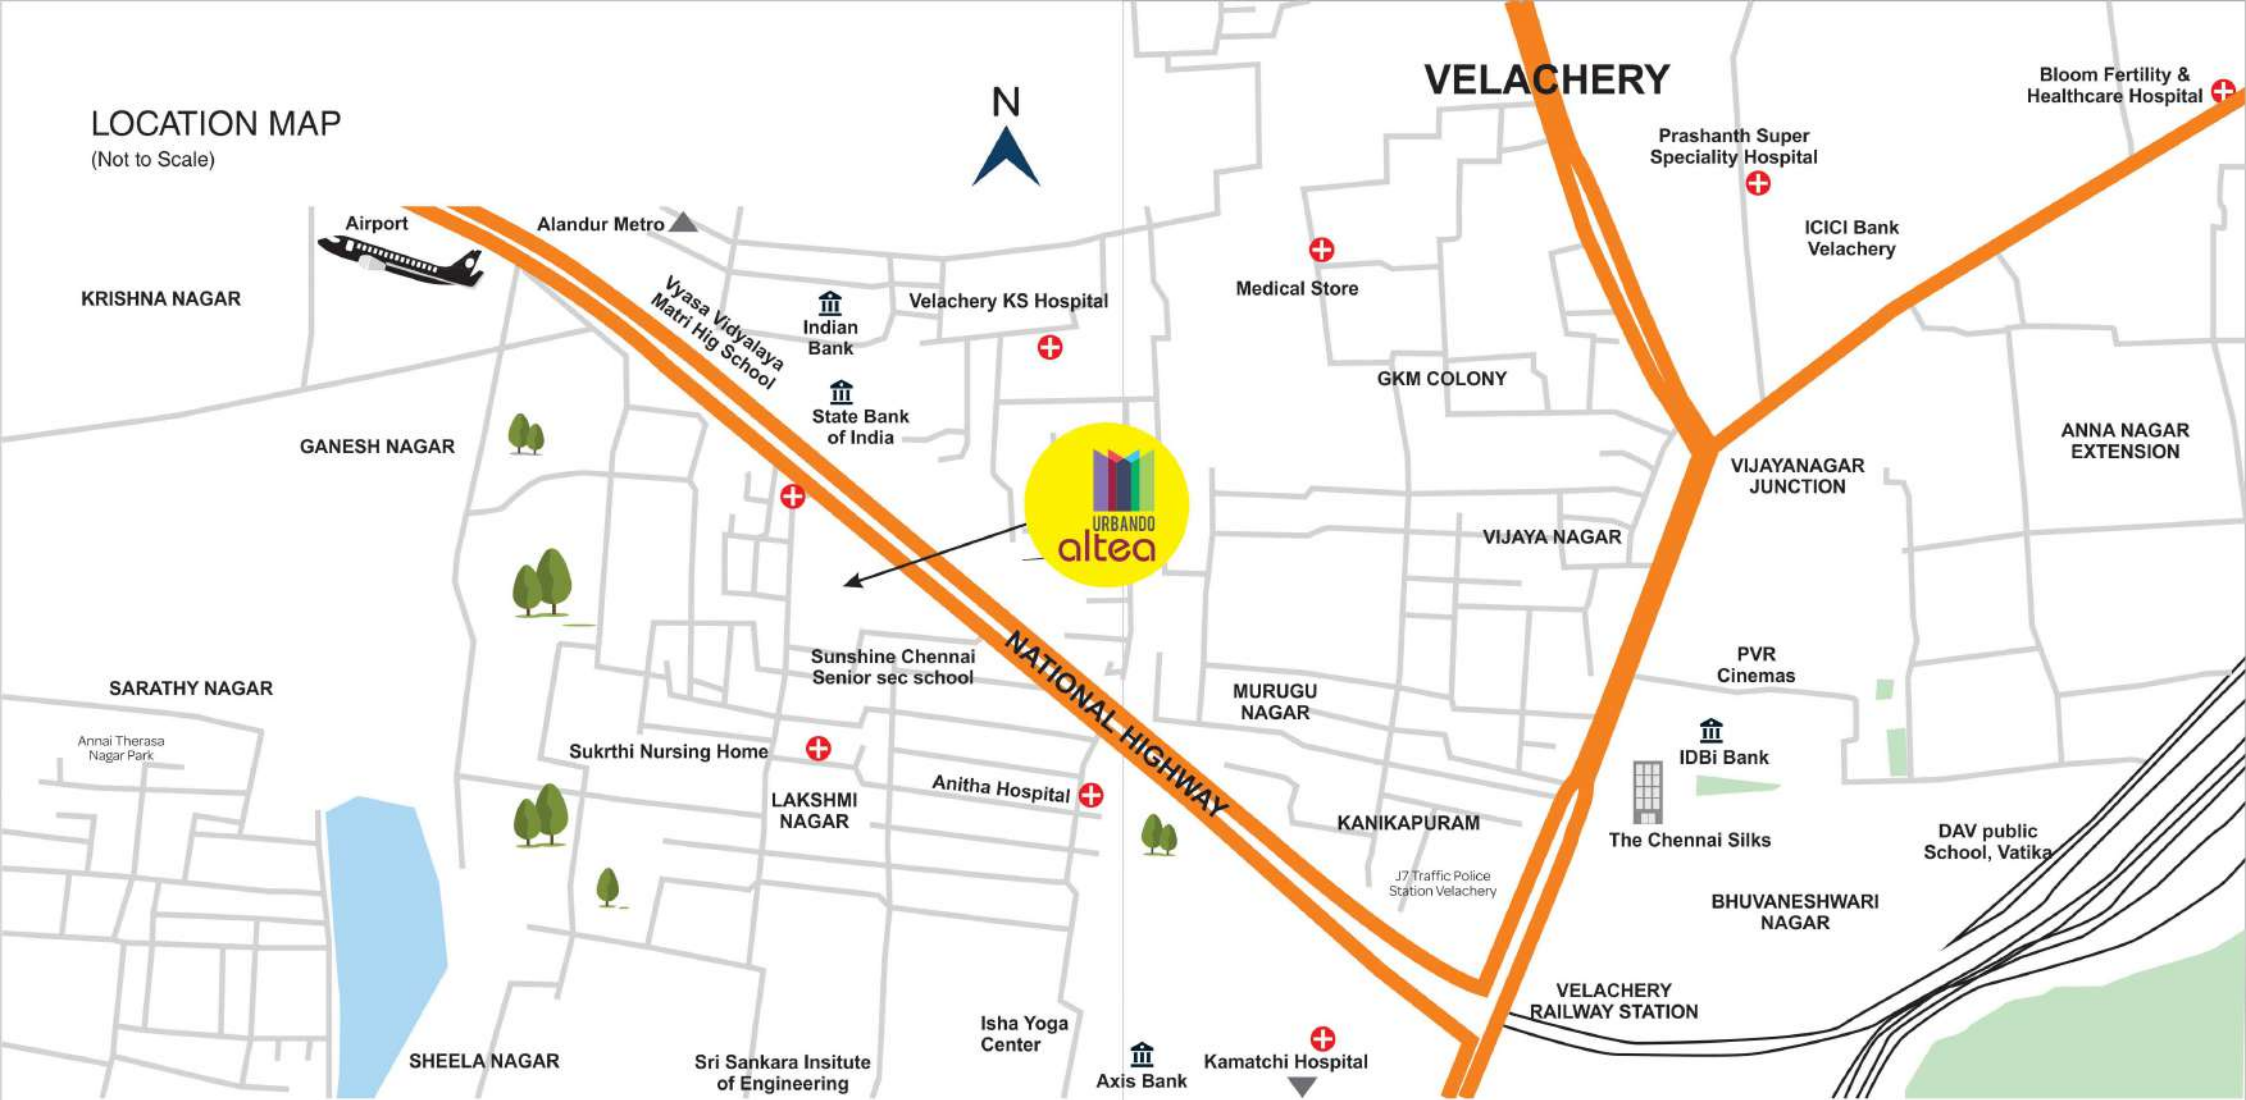 LOCATION MAP
(Not to Scale)
N
VELACHERY
Bloom Fertility &
Healthcare Hospital
Prashanth Super
Speciality Hospital
ICICI Bank
Velachery
Airport
Alandur Metro
KRISHNA NAGAR
Vyasa Vidyalaya
Matri Hig School
Indian
Bank
Velachery KS Hospital
Medical Store
State Bank
of India
GKM COLONY
GANESH NAGAR
ANNA NAGAR
EXTENSION
VIJAYANAGAR
JUNCTION
URBANDO
altea
VIJAYA NAGAR
Sunshine Chennai
Senior sec school
NATIONAL HIGHWAY
PVR
Cinemas
SARATHY NAGAR
MURUGU
NAGAR
Annai Therasa
Nagar Park
Sukrthi Nursing Home
IDBi Bank
Anitha Hospital
LAKSHMI
NAGAR
KANIKAPURAM
The Chennai Silks
DAV public
School, Vatika
J7 Traffic Police
Station Velachery
BHUVANESHWARI
NAGAR
VELACHERY
RAILWAY STATION
Isha Yoga
Center
SHEELA NAGAR
Sri Sankara Insitute
of Engineering
Axis Bank
Kamatchi Hospital